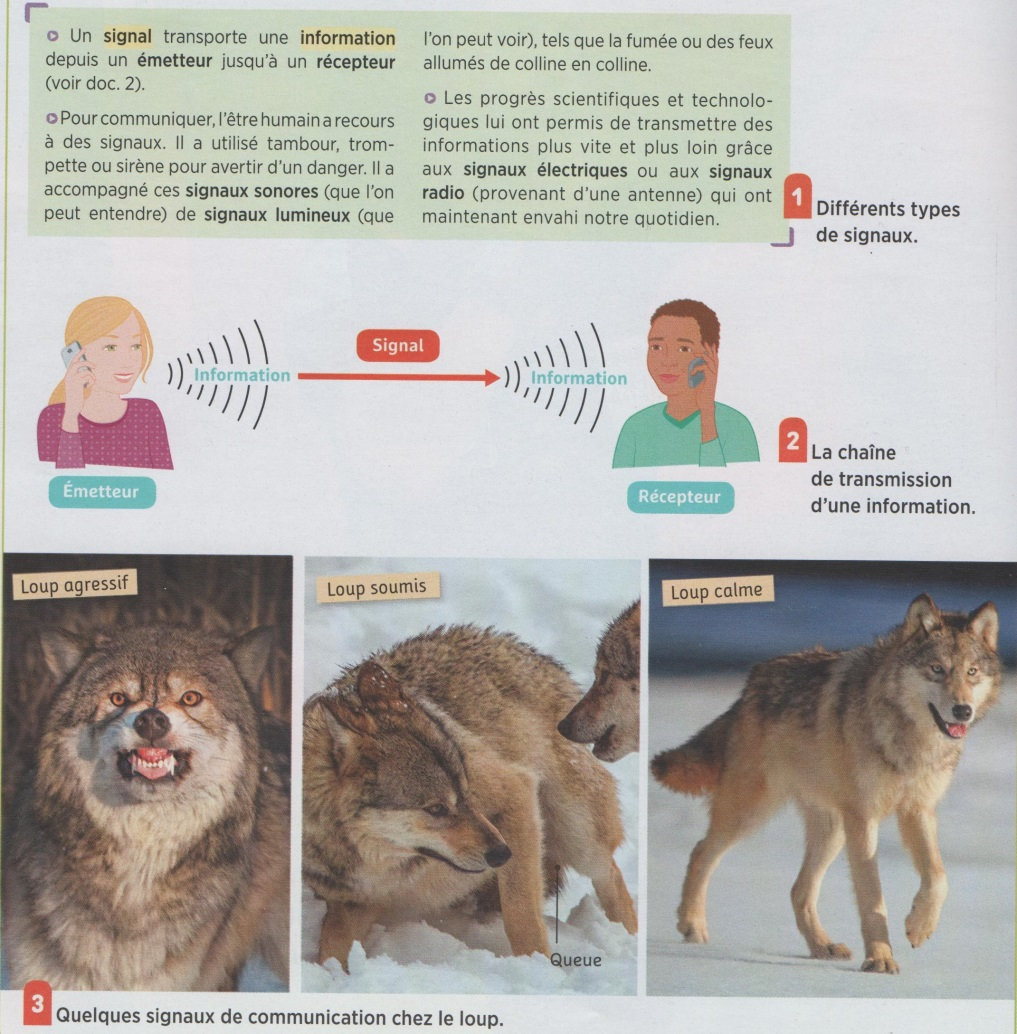 Un signal transporte une information
depuis un émetteur jusqu'à un récepteur
(voir doc. 2).
Pour communiquer, l'être humain a recours
à des signaux. Il a utilisé tambour, trom-
pette ou sirène pour avertir d'un danger. Il a
accompagné ces signaux sonores (que l'on
peut entendre) de signaux lumineux (que
l'on peut voir), tels que la fumée ou des feux
allumés de colline en colline.
Les progrès scientifiques et technolo-
giques lui ont permis de transmettre des
informations plus vite et plus loin grâce
aux signaux électriques ou aux signaux
radio (provenant d'une antenne) qui ont
maintenant envahi notre quotidien.
1
Différents types
de signaux.
Signal
Information
Information
Émetteur
Récepteur
2
La chaîne
de transmission
d'une information.
Loup agressif
Loup soumis
Loup calme
Queue
3
Quelques signaux de communication chez le loup.